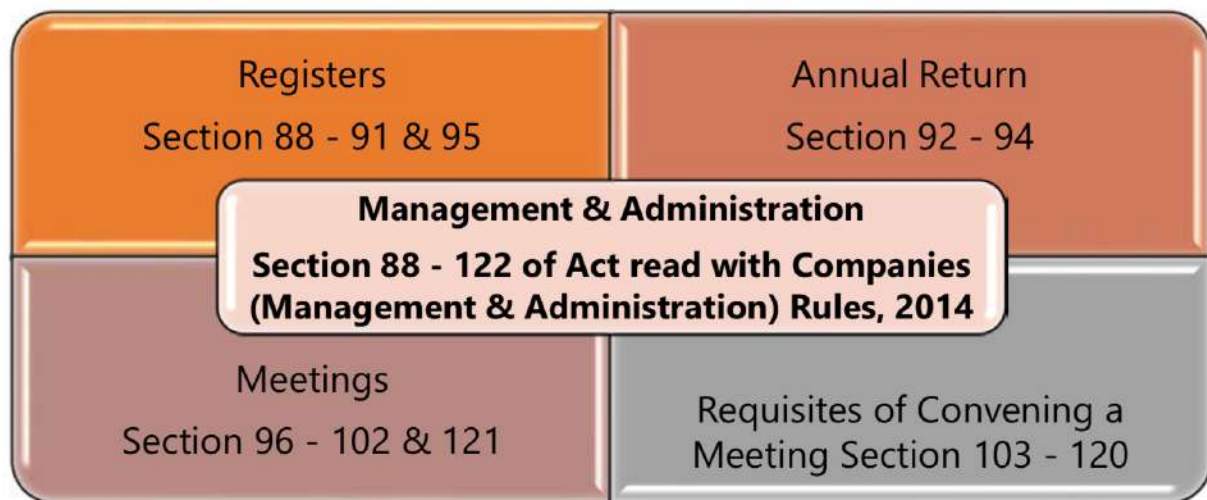 Registers
Section 88 - 91 & 95
Annual Return
Section 92 - 94
Management & Administration
Section 88 - 122 of Act read with Companies
(Management & Administration) Rules, 2014
Meetings
Section 96 - 102 & 121
Requisites of Convening a
Meeting Section 103 - 120